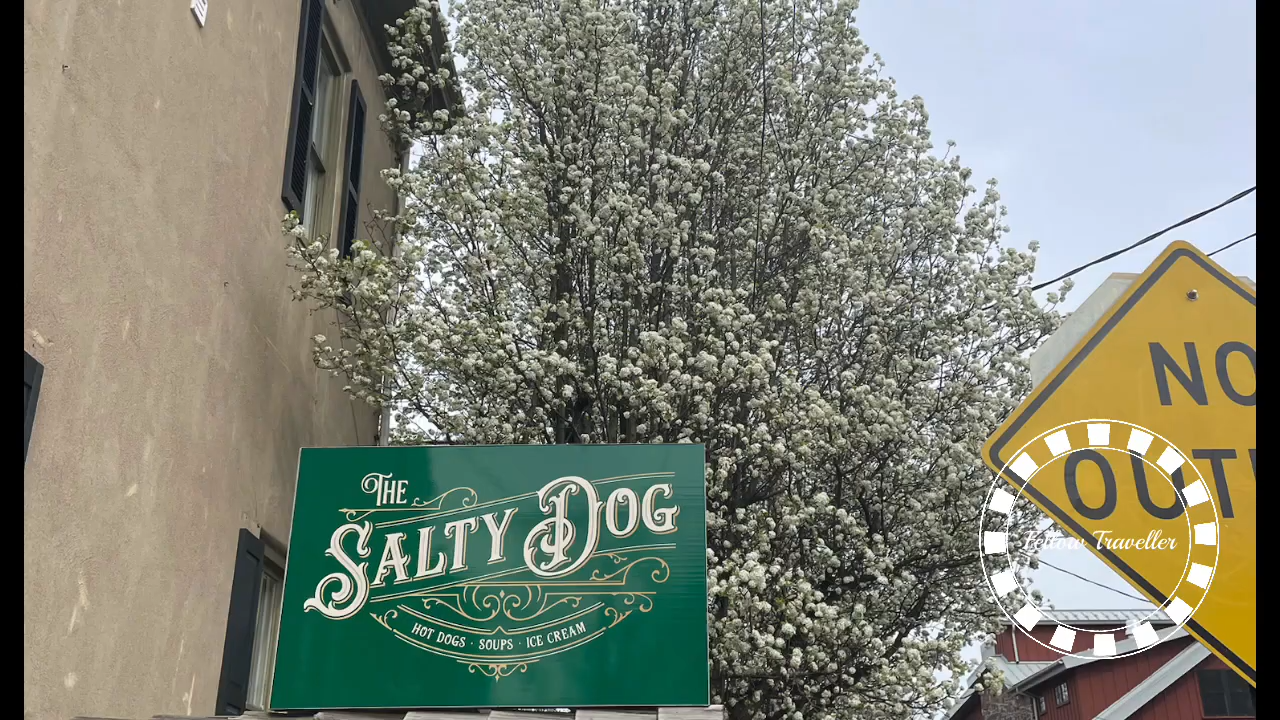 THE
SALTY DOG
HOT DOGS · SOUPS · ICE CREAM
NO
OUT
Fellow Traveller